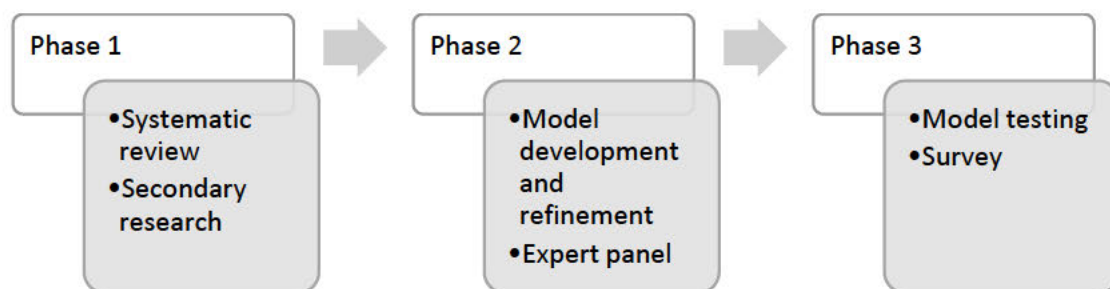 Phase 1
•Systematic
review
•Secondary
research
Phase 2
•Model
development
and
refinement
•Expert panel
Phase 3
•Model testing
•Survey